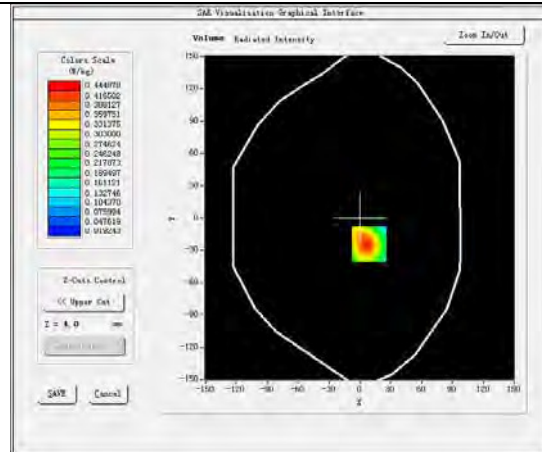 SAR Visualisation Graphical Interface
Volume Radiated Intensity
Zoom In/Out
Colors Scale
(W/kg)
0.444878
0.416502
0.388127
0.359751
0.331375
0.303000
0.274624
0.246248
0.217873
0.189497
0.161121
0.132746
0.104370
0.075994
0.047619
0.019243
Z-Cuts Control
<< Upper Cut
Z = 4.0 mm
SAVE
Cancel
150
120
90
60
30
0
-30
-60
-90
-120
-150
Y
-150 -120 -90 -60 -30 0 30 60 90 120 150
X